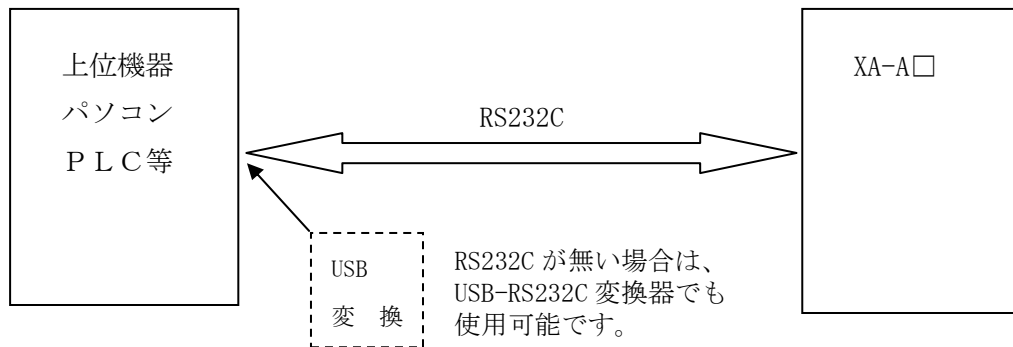 上位機器
パソコン
ＰＬＣ等
XA-A□
RS232C
USB
変　換
RS232C が無い場合は、
USB-RS232C 変換器でも
使用可能です。